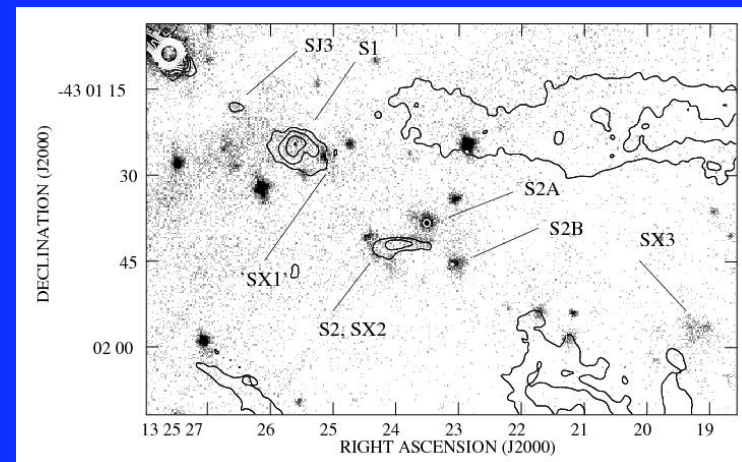 SJ3 S1
-43 01 15
30
S2A
S2B
SX3
45
SX1
S2, SX2
02 00
DECLINATION (J2000)
13 25 27 26 25 24 23 22 21 20 19
RIGHT ASCENSION (J2000)